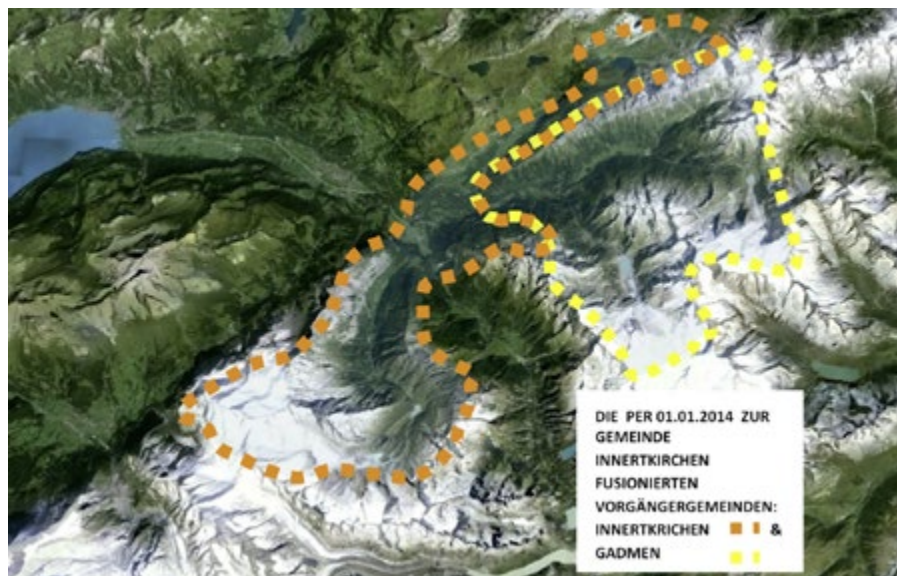 DIE PER 01.01.2014 ZUR
GEMEINDE
INNERTKIRCHEN
FUSIONIERTEN
VORGÄNGERGEMEINDEN:
INNERTKRICHEN &
GADMEN